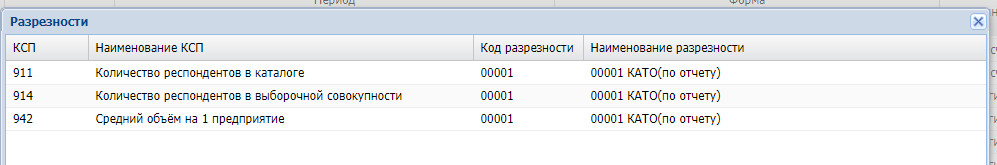 Период Форма
Разрезности
КСП Наименование КСП Код разрезности Наименование разрезности
911 Количество респондентов в каталоге 00001 00001 КАТО(по отчету)
914 Количество респондентов в выборочной совокупности 00001 00001 КАТО(по отчету)
942 Средний объём на 1 предприятие 00001 00001 КАТО(по отчету)